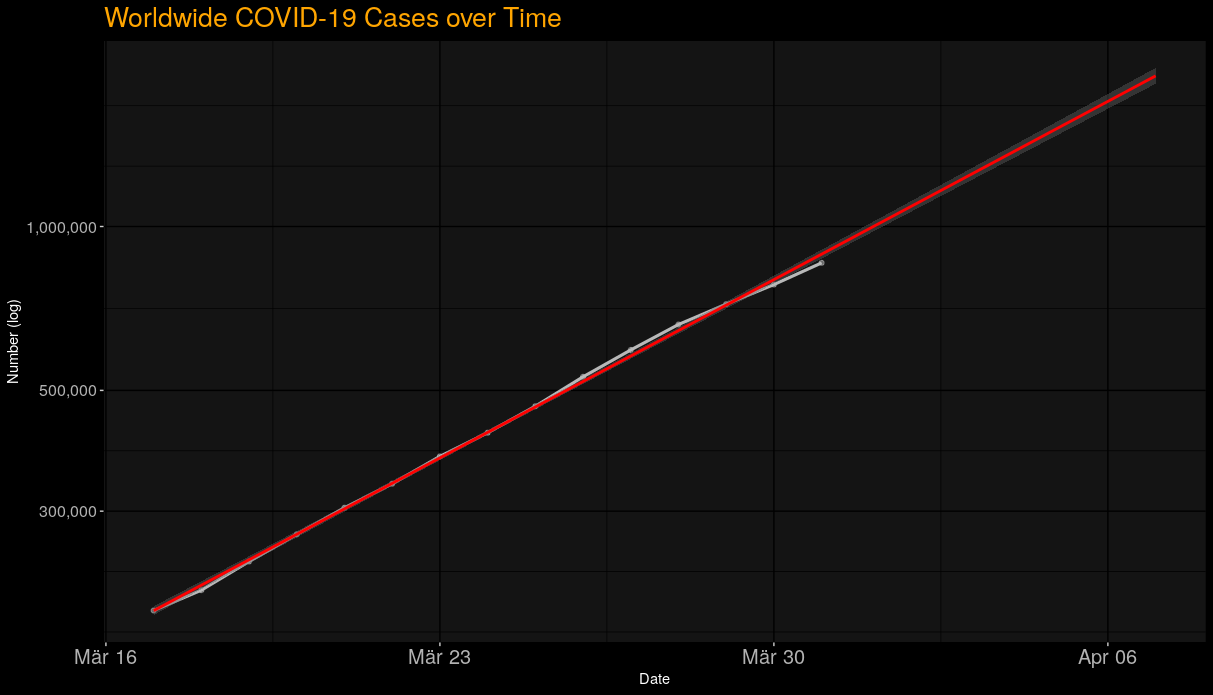 Worldwide COVID-19 Cases over Time
Number (log)
1,000,000
500,000
300,000
Mär 16
Mär 23
Mär 30
Apr 06
Date